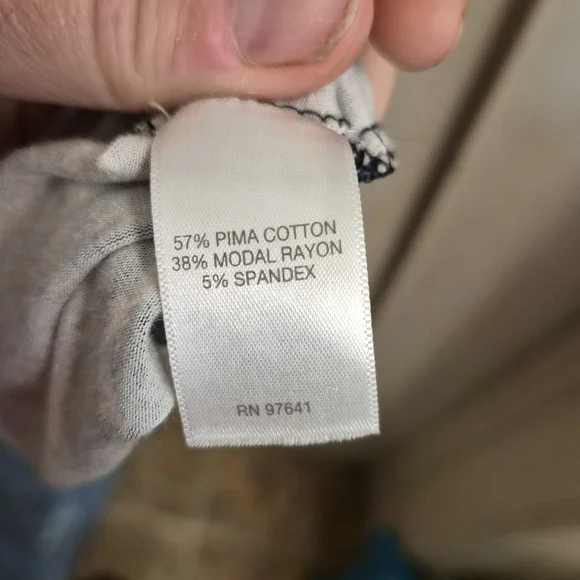 57% PIMA COTTON
38% MODAL RAYON
5% SPANDEX
RN 97641